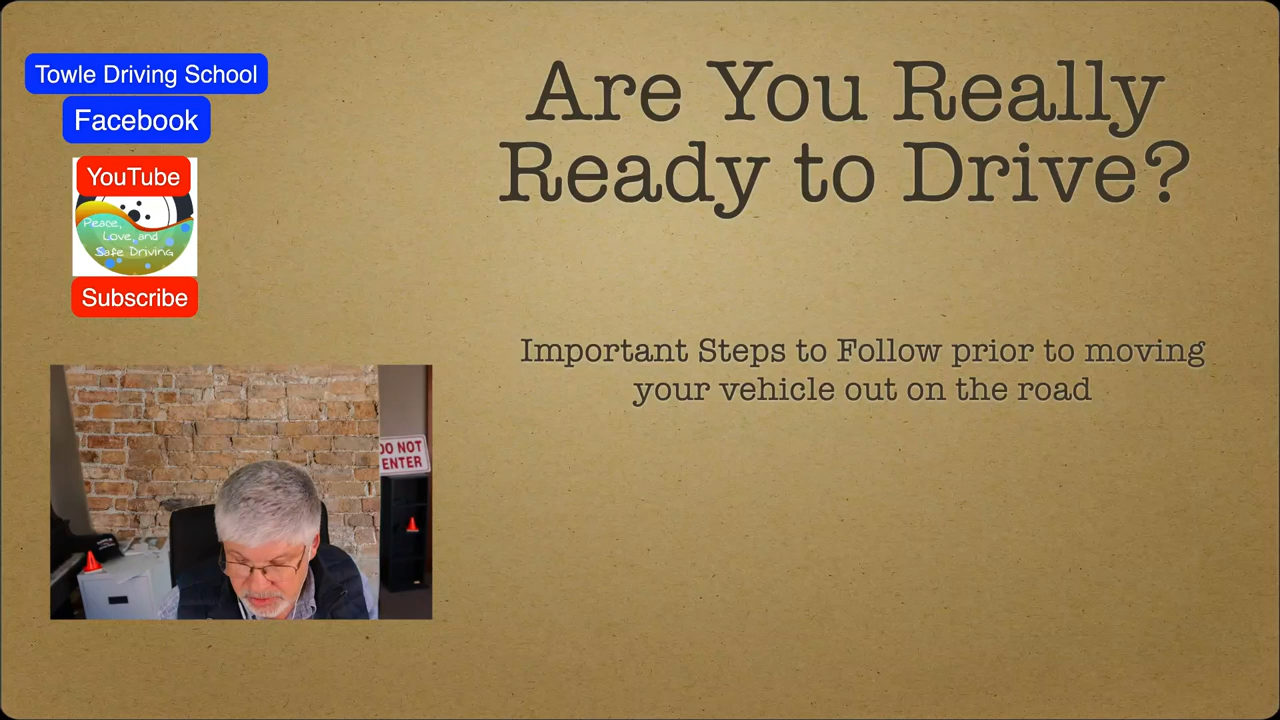 Towle Driving School
Facebook
YouTube
Peace,
Love, and
Safe Driving
Subscribe
Are You Really
Ready to Drive?
Important Steps to Follow prior to moving
your vehicle out on the road
DO NOT
ENTER